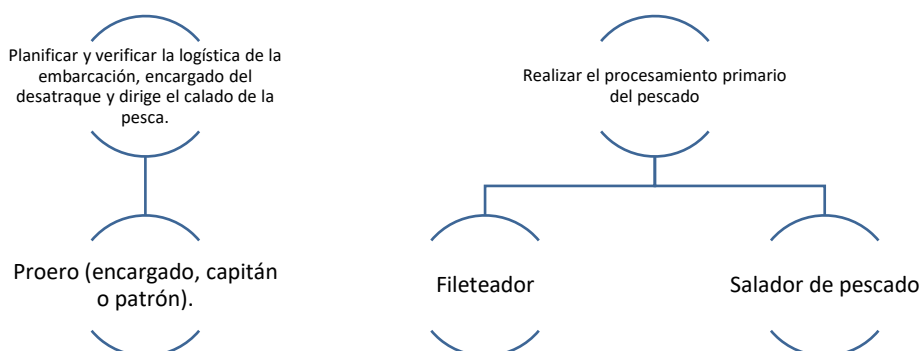 Planificar y verificar la logística de la
embarcación, encargado del
desatraque y dirige el calado de la
pesca.
Realizar el procesamiento primario
del pescado
Proero (encargado, capitán
o patrón).
Fileteador
Salador de pescado